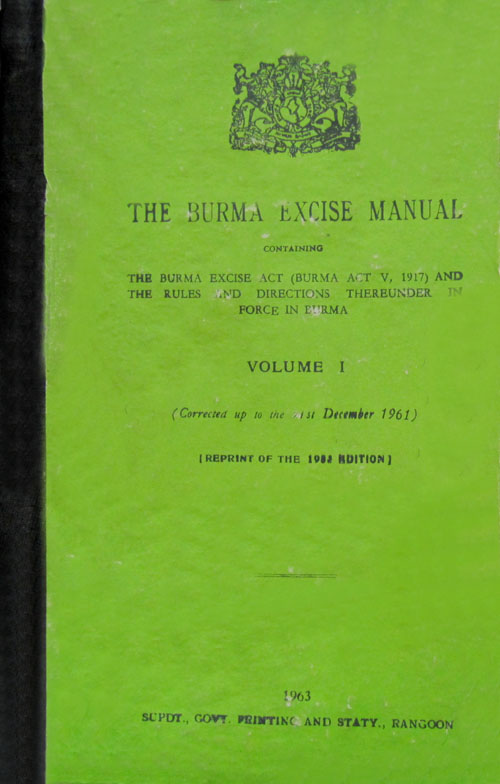 THE BURMA EXCISE MANUAL
CONTAINING
THE BURMA EXCISE ACT (BURMA ACT V, 1917) AND
THE RULES AND DIRECTIONS THEREUNDER IN
FORCE IN BURMA
VOLUME I
(Corrected up to the December 1961)
[REPRINT OF THE EDITION]
1963
SUPDT., GOVT. PRINTING AND STATY., RANGOON